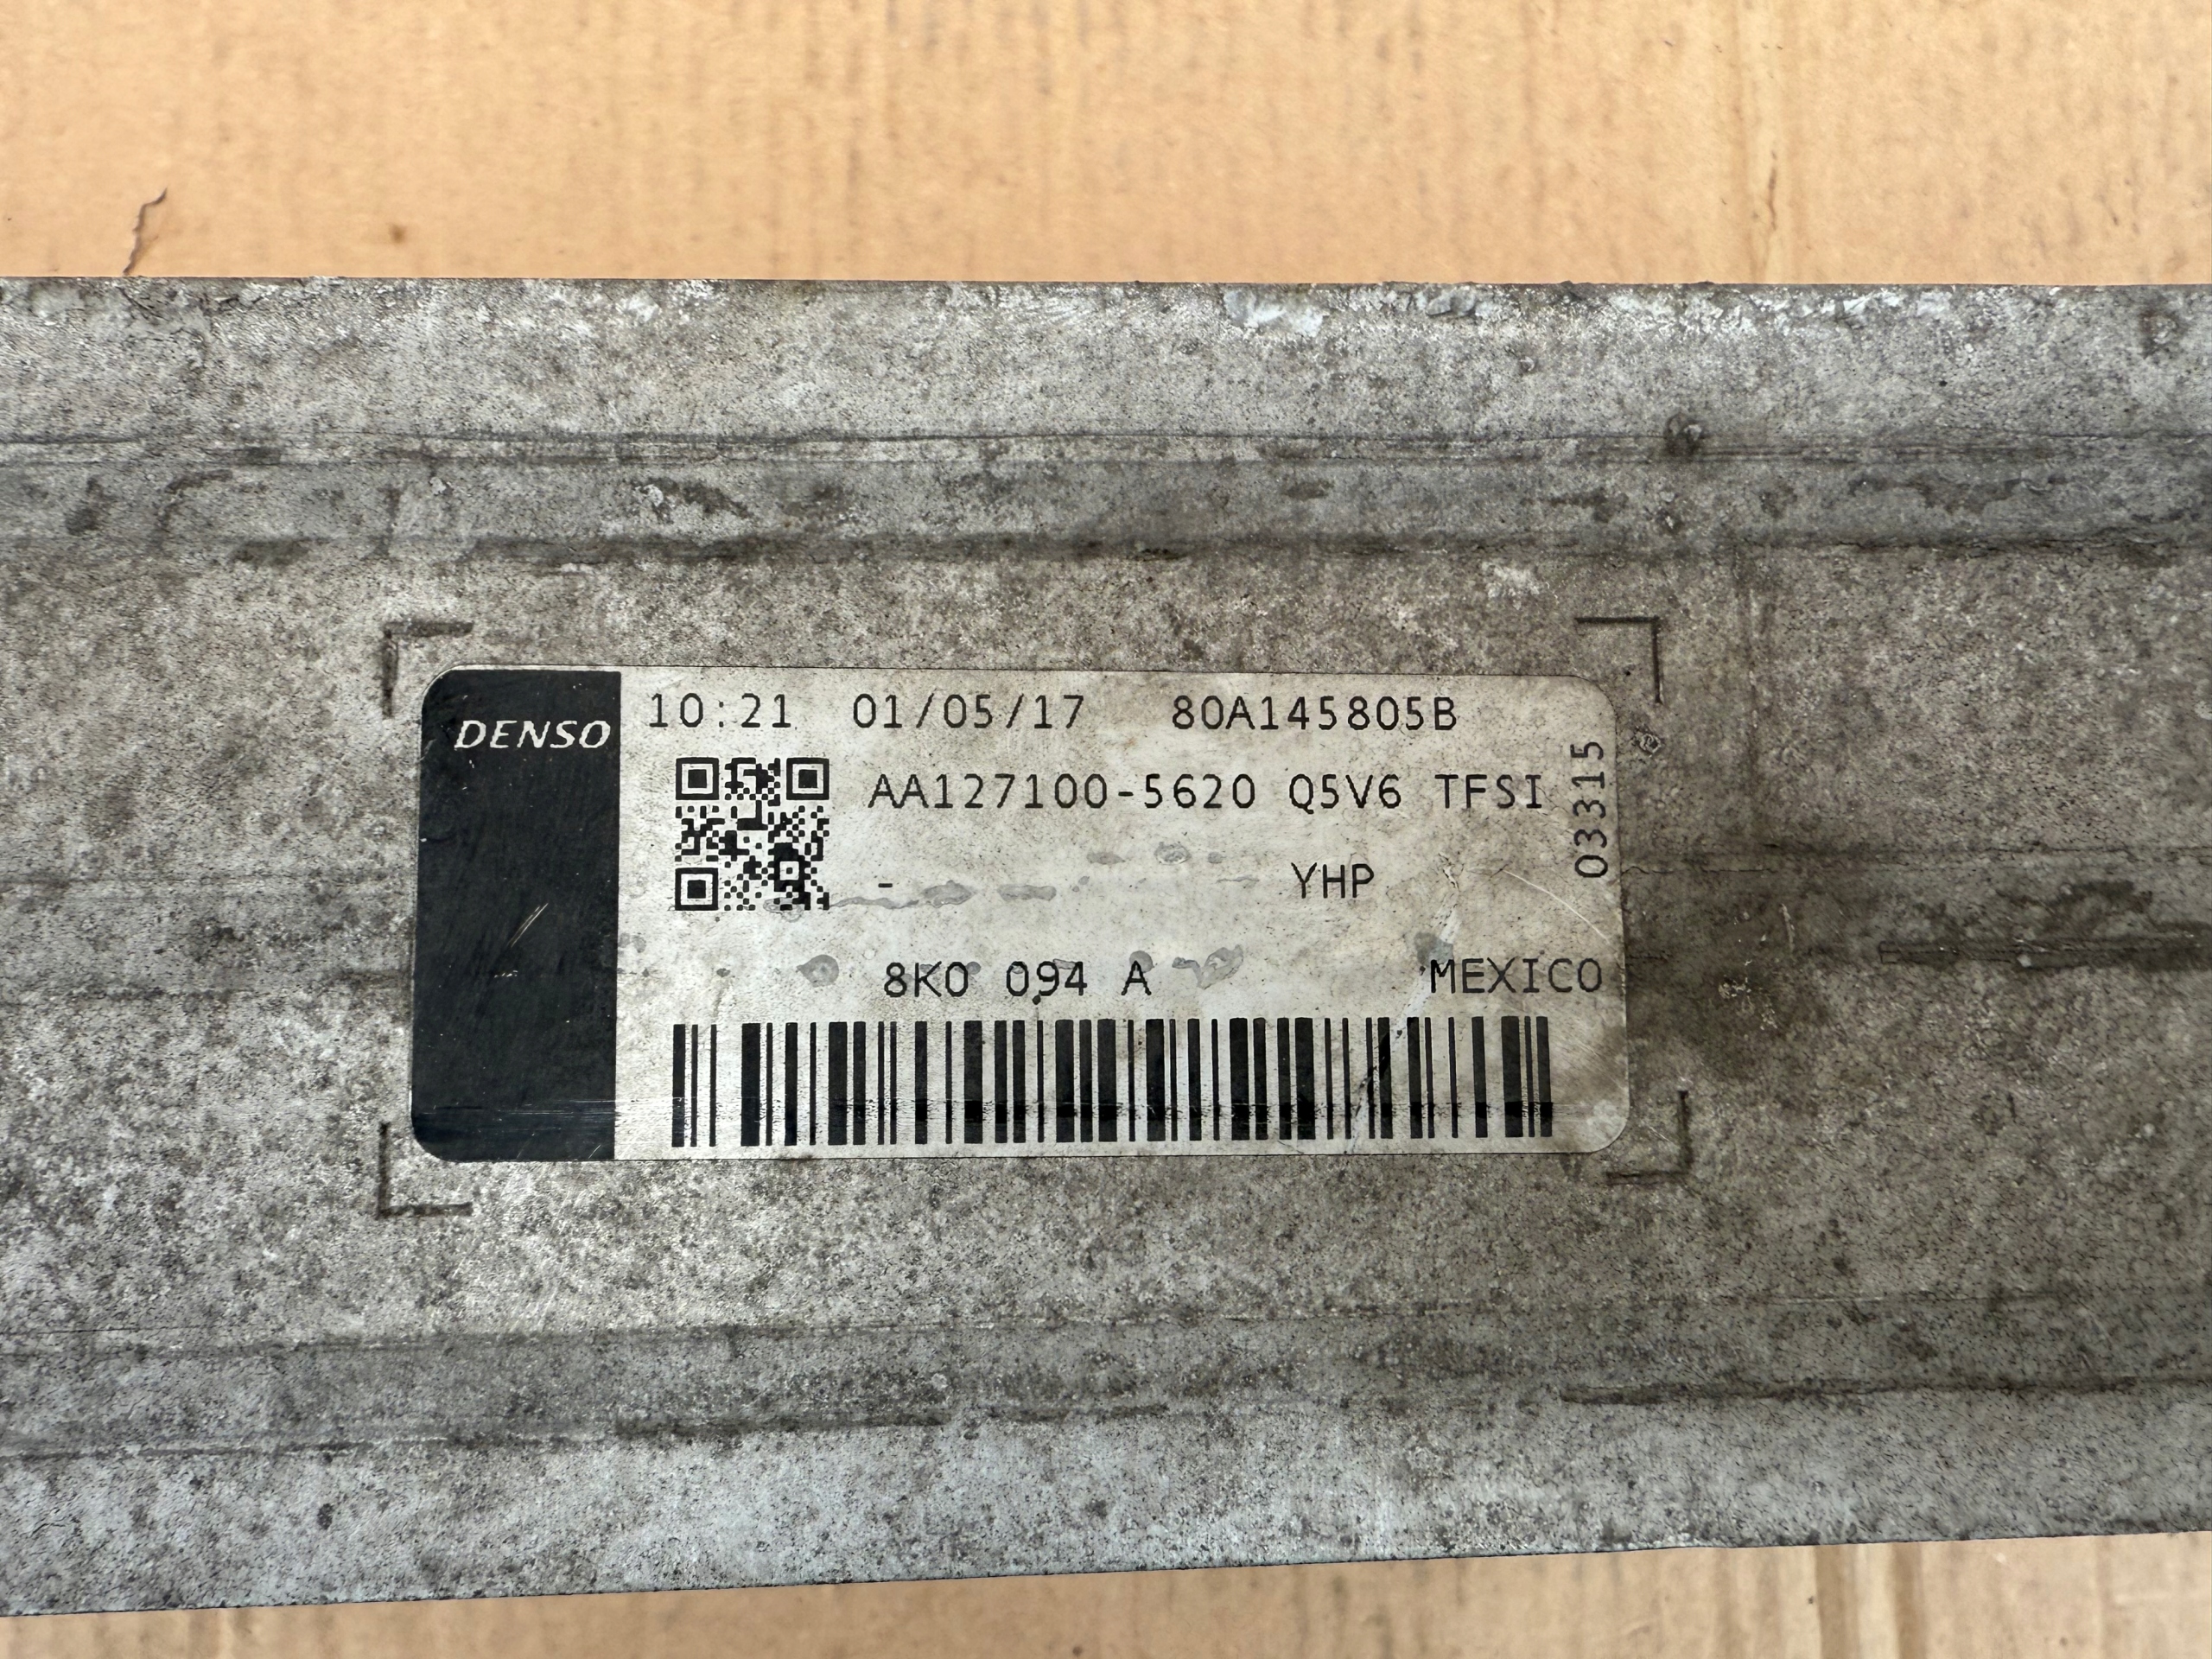 DENSO
10:21 01/05/17 80A145805B
AA127100-5620 Q5V6 TFSI
- YHP
8K0 094 A MEXICO
03315